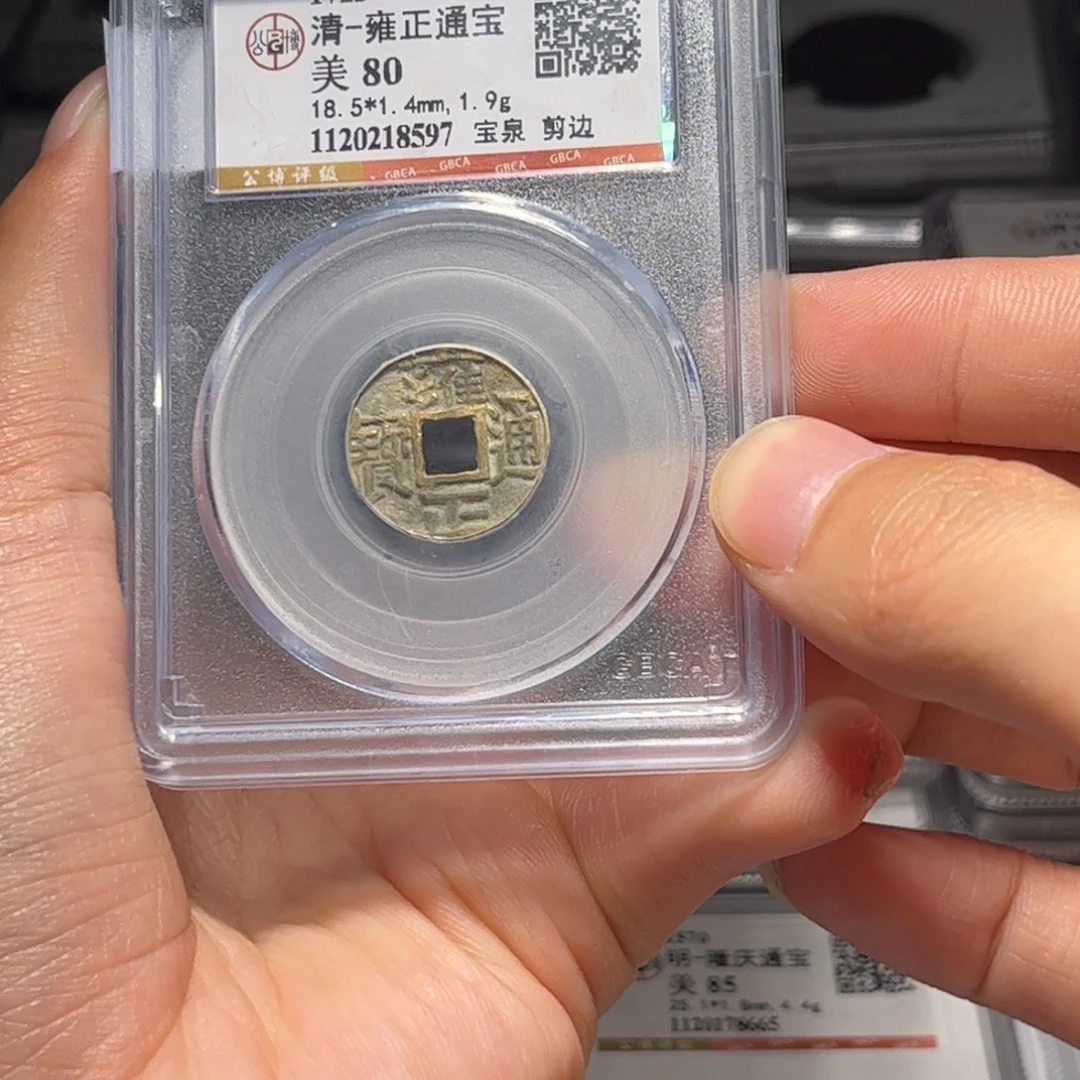 清-雍正通宝
美 80
18.5*1.4mm,1.9g
1120218597 宝泉 剪边
公博评级 GBCA GBCA GBCA GBCA GBCA
雍
寶 通
正
GBCA
明-隆庆通宝
美 85
1120178665